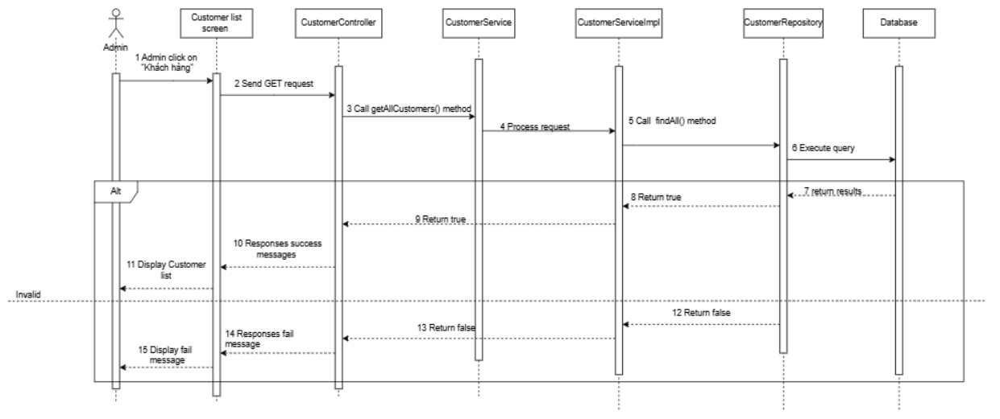 Customer list
screen
CustomerController
CustomerService
CustomerServiceImpl
CustomerRepository
Database
Admin
1 Admin click on
"Khách hàng"
2 Send GET request
3 Call getAllCustomers() method
4 Process request
5 Call findAll() method
6 Execute query
Alt
7 return results
8 Return true
9 Return true
10 Responses success
messages
11 Display Customer
list
Invalid
12 Return false
13 Return false
14 Responses fail
message
15 Display fail
message